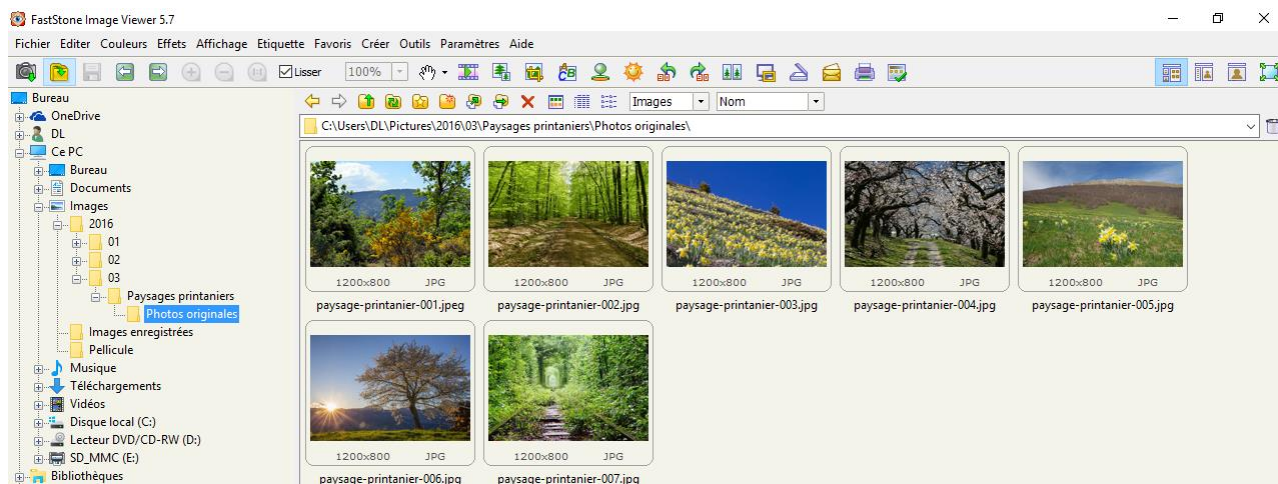 FastStone Image Viewer 5.7
Fichier Editer Couleurs Effets Affichage Etiquette Favoris Créer Outils Paramètres Aide
Lisser 100%
Images Nom
C:\Users\DL\Pictures\2016\03\Paysages printaniers\Photos originales\
Bureau
OneDrive
DL
Ce PC
Bureau
Documents
Images
2016
01
02
03
Paysages printaniers
Photos originales
Images enregistrées
Pellicule
Musique
Téléchargements
Vidéos
Disque local (C:)
Lecteur DVD/CD-RW (D:)
SD_MMC (E:)
Bibliothèques
1200x800 JPG 1200x800 JPG 1200x800 JPG 1200x800 JPG 1200x800 JPG
paysage-printanier-001.jpeg paysage-printanier-002.jpg paysage-printanier-003.jpg paysage-printanier-004.jpg paysage-printanier-005.jpg
1200x800 JPG 1200x800 JPG
paysage-printanier-006.jpg paysage-printanier-007.jpg